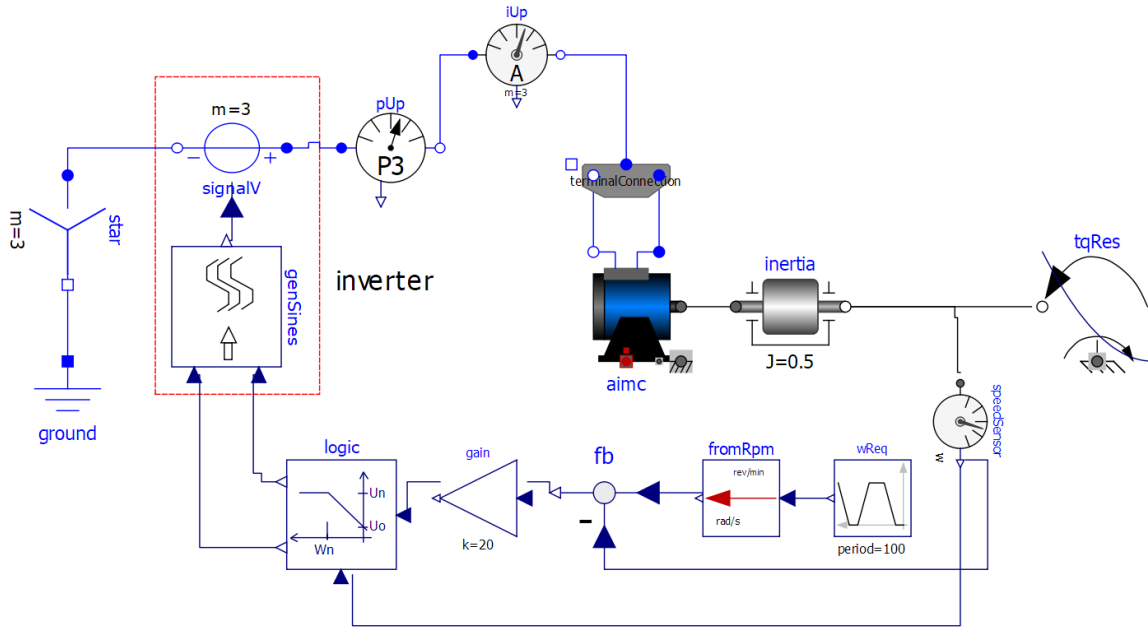 iUp
A
m=3
m=3
pUp
P3
−
+
signalV
terminalConnection
m=3
star
genSines
inverter
tqRes
inertia
J=0.5
aimc
ground
speedSensor
w
logic
Un
Uo
Wn
gain
k=20
fb
−
fromRpm
rev/min
rad/s
wReq
period=100